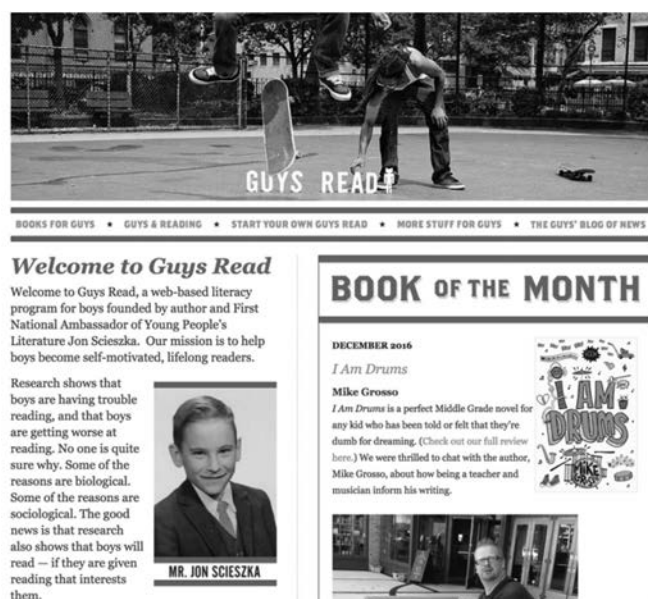 GUYS READ
BOOKS FOR GUYS ★ GUYS & READING ★ START YOUR OWN GUYS READ ★ MORE STUFF FOR GUYS ★ THE GUYS' BLOG OF NEWS
Welcome to Guys Read
Welcome to Guys Read, a web-based literacy
program for boys founded by author and First
National Ambassador of Young People's
Literature Jon Scieszka. Our mission is to help
boys become self-motivated, lifelong readers.
Research shows that
boys are having trouble
reading, and that boys
are getting worse at
reading. No one is quite
sure why. Some of the
reasons are biological.
Some of the reasons are
sociological. The good
news is that research
also shows that boys will
read — if they are given
reading that interests
them.
MR. JON SCIESZKA
BOOK OF THE MONTH
DECEMBER 2016
I Am Drums
Mike Grosso
I Am Drums is a perfect Middle Grade novel for
any kid who has been told or felt that they're
dumb for dreaming. (Check out our full review
here.) We were thrilled to chat with the author,
Mike Grosso, about how being a teacher and
musician inform his writing.
I AM
DRUMS
MIKE
GROSSO